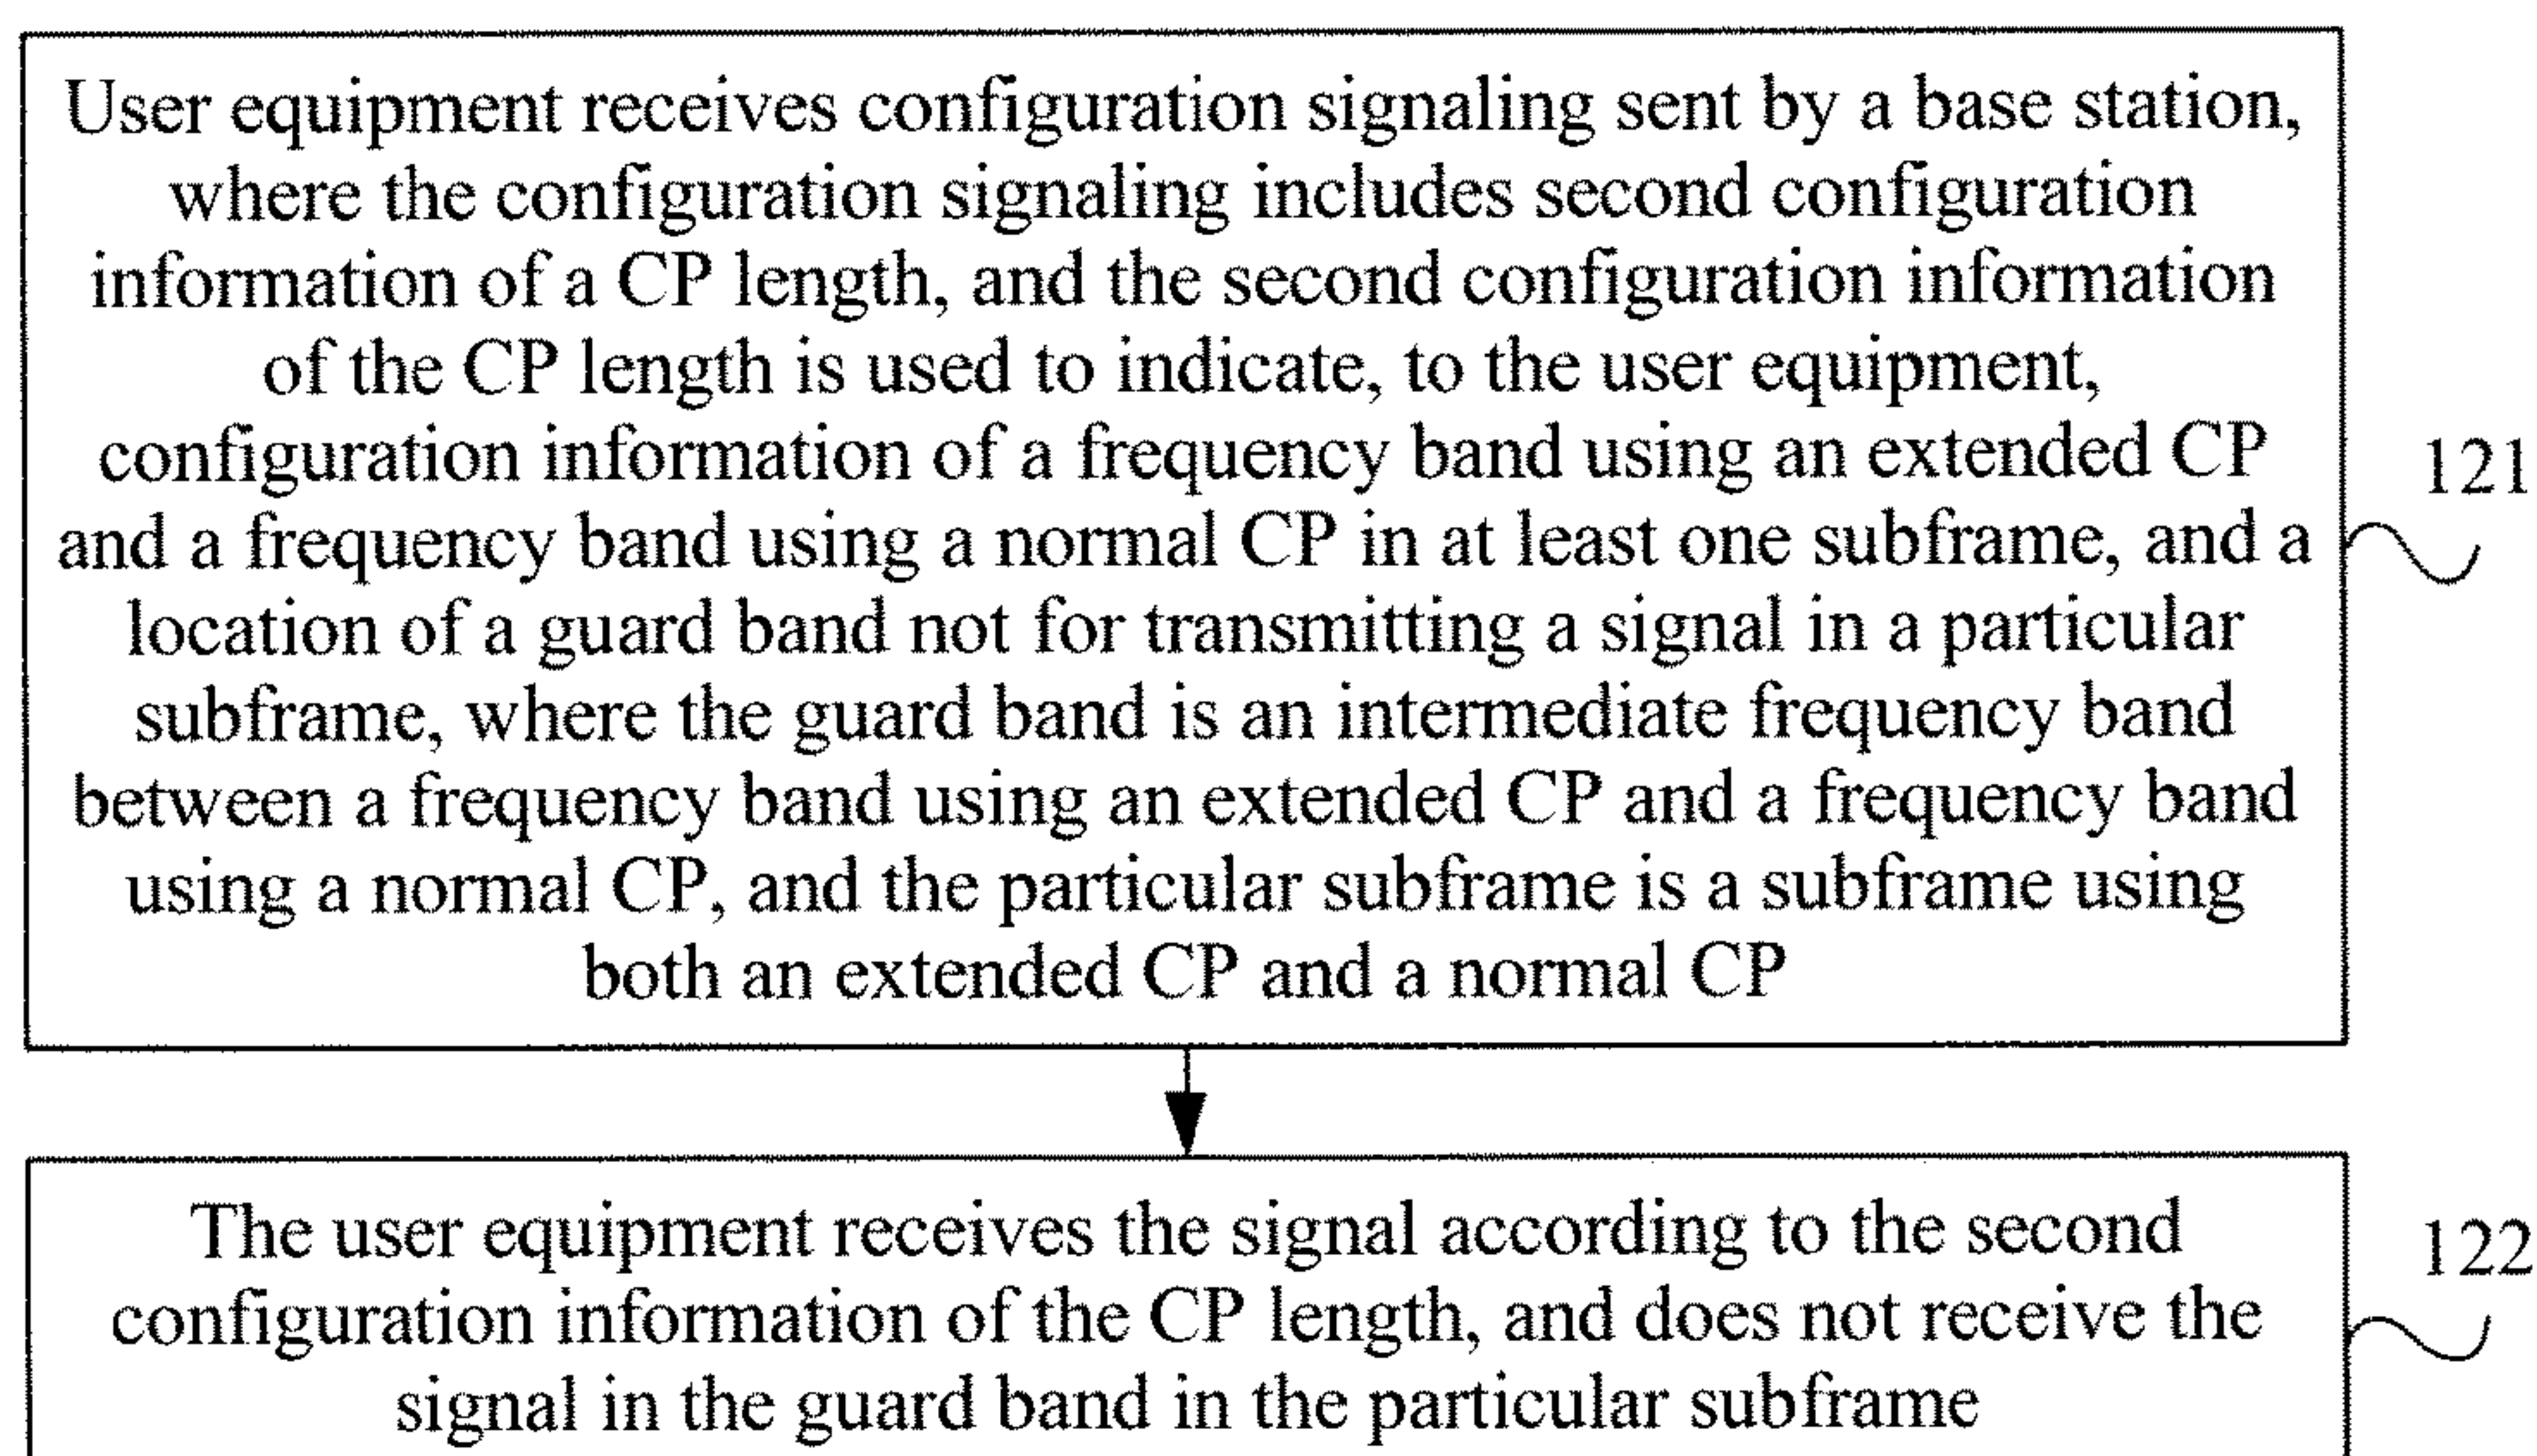 User equipment receives configuration signaling sent by a base station,
where the configuration signaling includes second configuration
information of a CP length, and the second configuration information
of the CP length is used to indicate, to the user equipment,
configuration information of a frequency band using an extended CP
and a frequency band using a normal CP in at least one subframe, and a
location of a guard band not for transmitting a signal in a particular
subframe, where the guard band is an intermediate frequency band
between a frequency band using an extended CP and a frequency band
using a normal CP, and the particular subframe is a subframe using
both an extended CP and a normal CP
121
The user equipment receives the signal according to the second
configuration information of the CP length, and does not receive the
signal in the guard band in the particular subframe
122